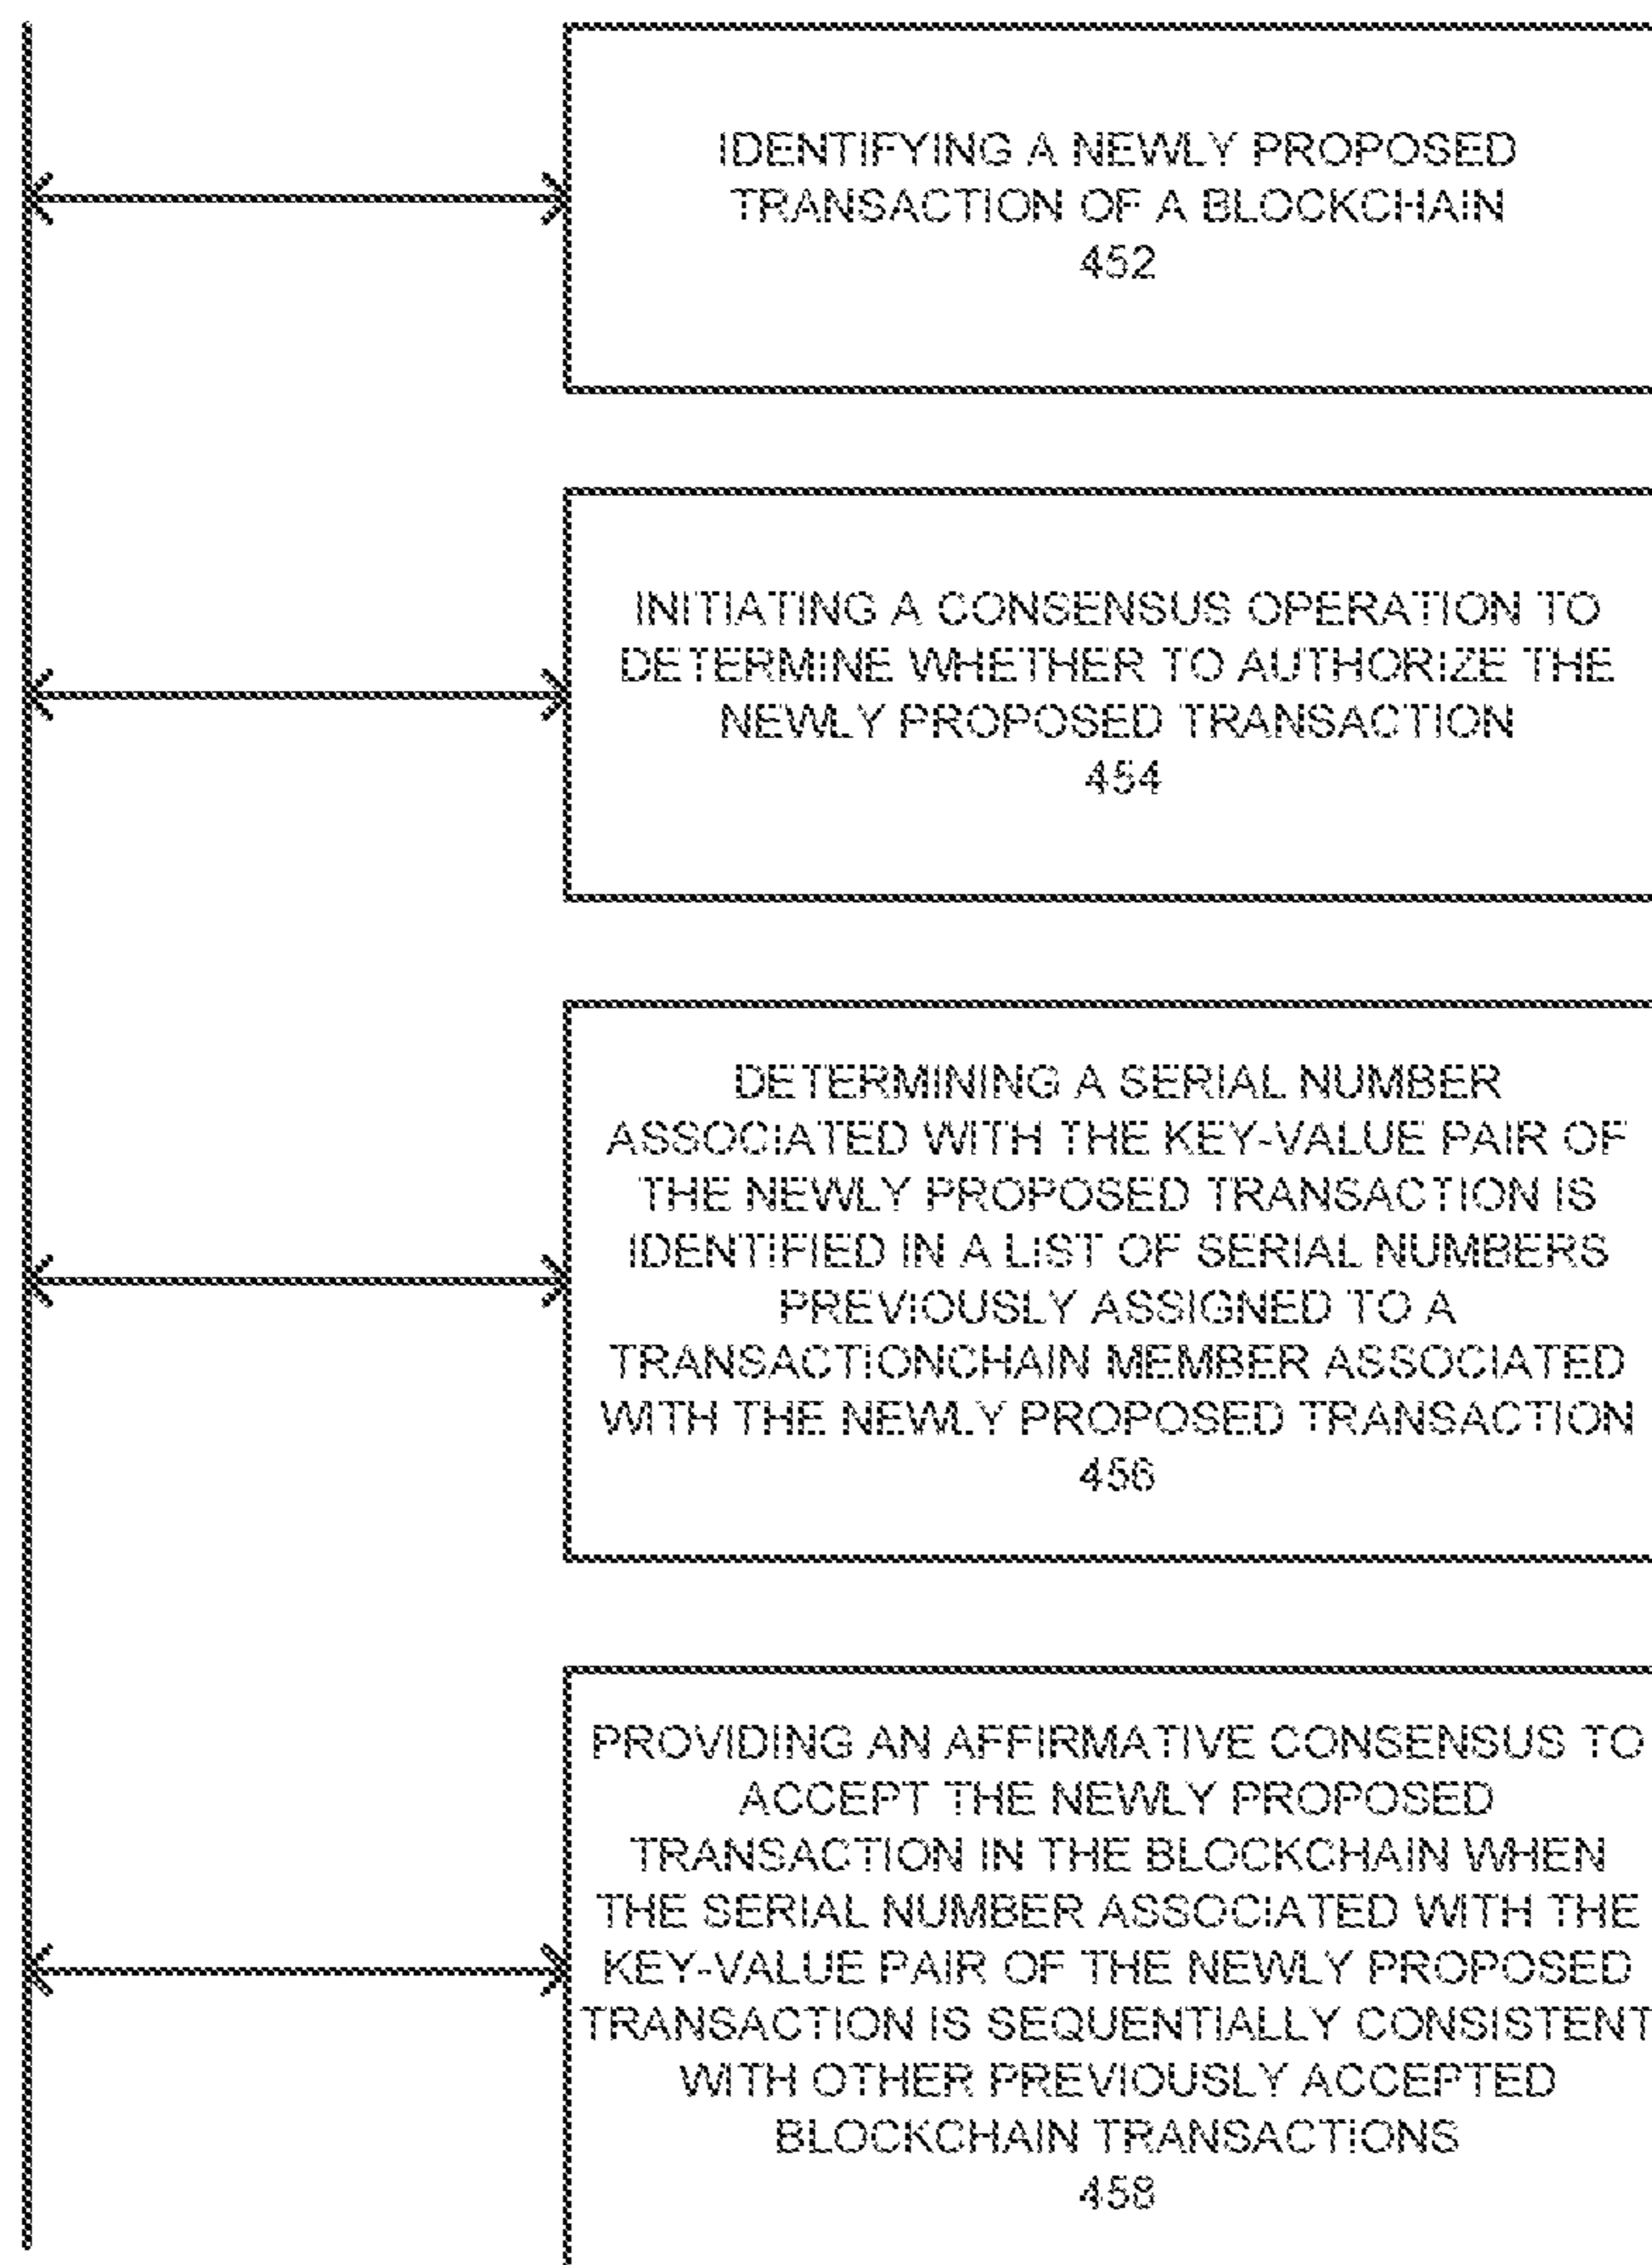 IDENTIFYING A NEWLY PROPOSED
TRANSACTION OF A BLOCKCHAIN
452
INITIATING A CONSENSUS OPERATION TO
DETERMINE WHETHER TO AUTHORIZE THE
NEWLY PROPOSED TRANSACTION
454
DETERMINING A SERIAL NUMBER
ASSOCIATED WITH THE KEY-VALUE PAIR OF
THE NEWLY PROPOSED TRANSACTION IS
IDENTIFIED IN A LIST OF SERIAL NUMBERS
PREVIOUSLY ASSIGNED TO A
TRANSACTIONCHAIN MEMBER ASSOCIATED
WITH THE NEWLY PROPOSED TRANSACTION
456
PROVIDING AN AFFIRMATIVE CONSENSUS TO
ACCEPT THE NEWLY PROPOSED
TRANSACTION IN THE BLOCKCHAIN WHEN
THE SERIAL NUMBER ASSOCIATED WITH THE
KEY-VALUE PAIR OF THE NEWLY PROPOSED
TRANSACTION IS SEQUENTIALLY CONSISTENT
WITH OTHER PREVIOUSLY ACCEPTED
BLOCKCHAIN TRANSACTIONS
458